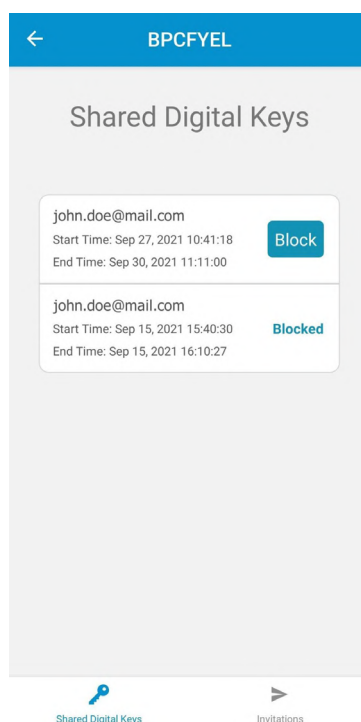 BPCFYEL
Shared Digital Keys
john.doe@mail.com
Start Time: Sep 27, 2021 10:41:18
End Time: Sep 30, 2021 11:11:00
Block
john.doe@mail.com
Start Time: Sep 15, 2021 15:40:30
End Time: Sep 15, 2021 16:10:27
Blocked
Shared Digital Keys
Invitations